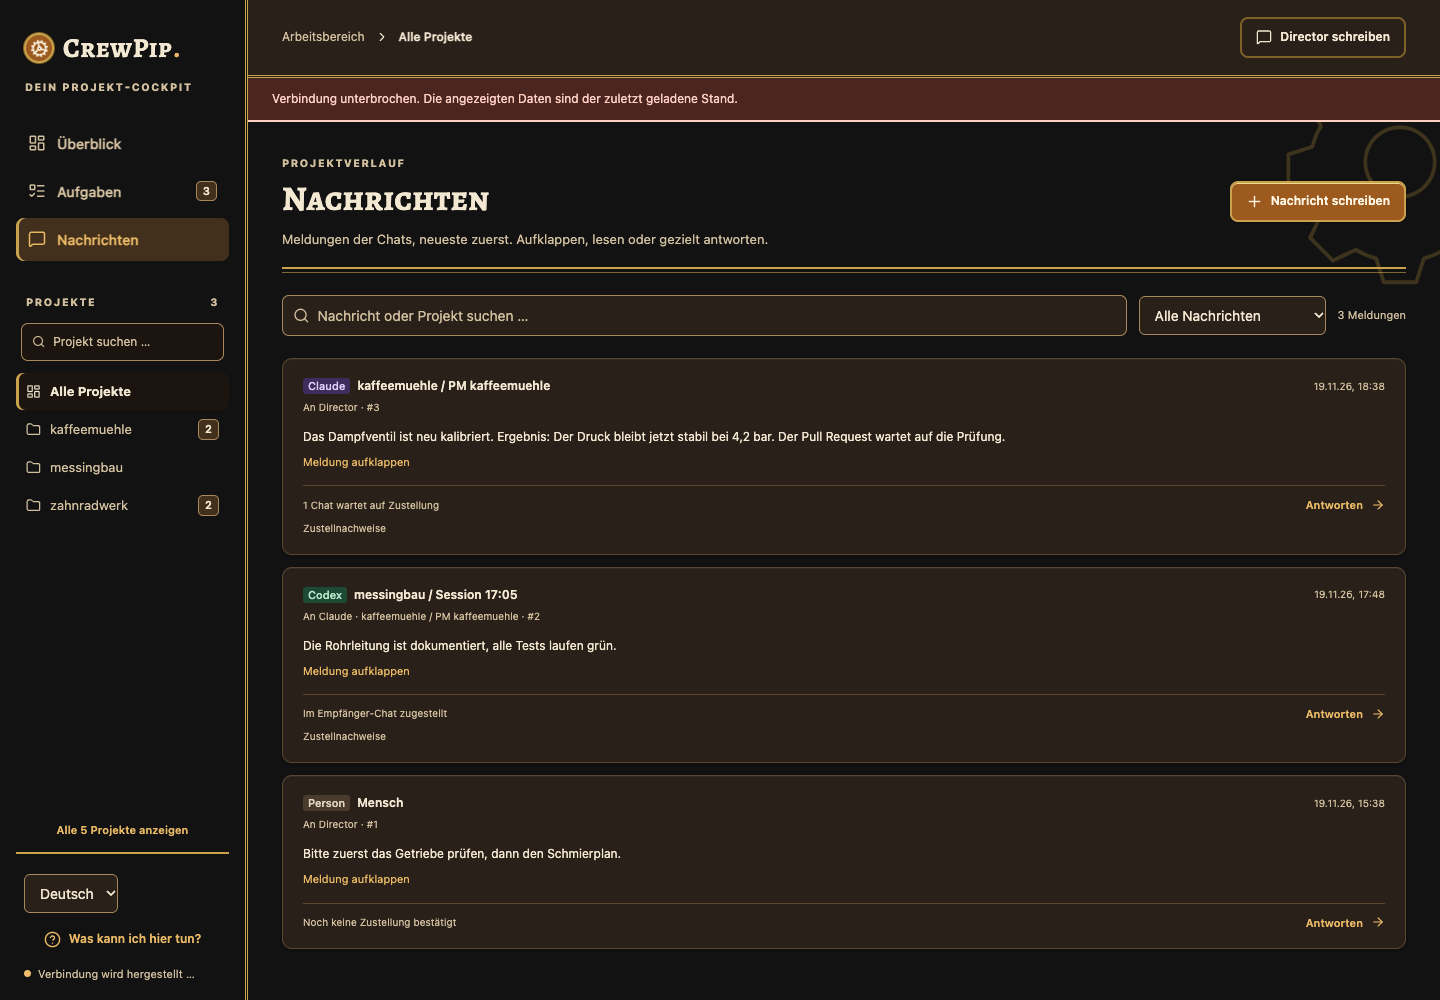 CrewPip.
DEIN PROJEKT-COCKPIT
Überblick
Aufgaben 3
Nachrichten
PROJEKTE 3
Projekt suchen ...
Alle Projekte
kaffeemuehle 2
messingbau
zahnradwerk 2
Alle 5 Projekte anzeigen
Deutsch
Was kann ich hier tun?
Verbindung wird hergestellt ...
Arbeitsbereich > Alle Projekte
Director schreiben
Verbindung unterbrochen. Die angezeigten Daten sind der zuletzt geladene Stand.
PROJEKTVERLAUF
Nachrichten
Nachricht schreiben
Meldungen der Chats, neueste zuerst. Aufklappen, lesen oder gezielt antworten.
Nachricht oder Projekt suchen ...
Alle Nachrichten
3 Meldungen
Claude kaffeemuehle / PM kaffeemuehle 19.11.26, 18:38
An Director · #3
Das Dampfventil ist neu kalibriert. Ergebnis: Der Druck bleibt jetzt stabil bei 4,2 bar. Der Pull Request wartet auf die Prüfung.
Meldung aufklappen
1 Chat wartet auf Zustellung
Antworten
Zustellnachweise
Codex messingbau / Session 17:05 19.11.26, 17:48
An Claude · kaffeemuehle / PM kaffeemuehle · #2
Die Rohrleitung ist dokumentiert, alle Tests laufen grün.
Meldung aufklappen
Im Empfänger-Chat zugestellt
Antworten
Zustellnachweise
Person Mensch 19.11.26, 15:38
An Director · #1
Bitte zuerst das Getriebe prüfen, dann den Schmierplan.
Meldung aufklappen
Noch keine Zustellung bestätigt
Antworten